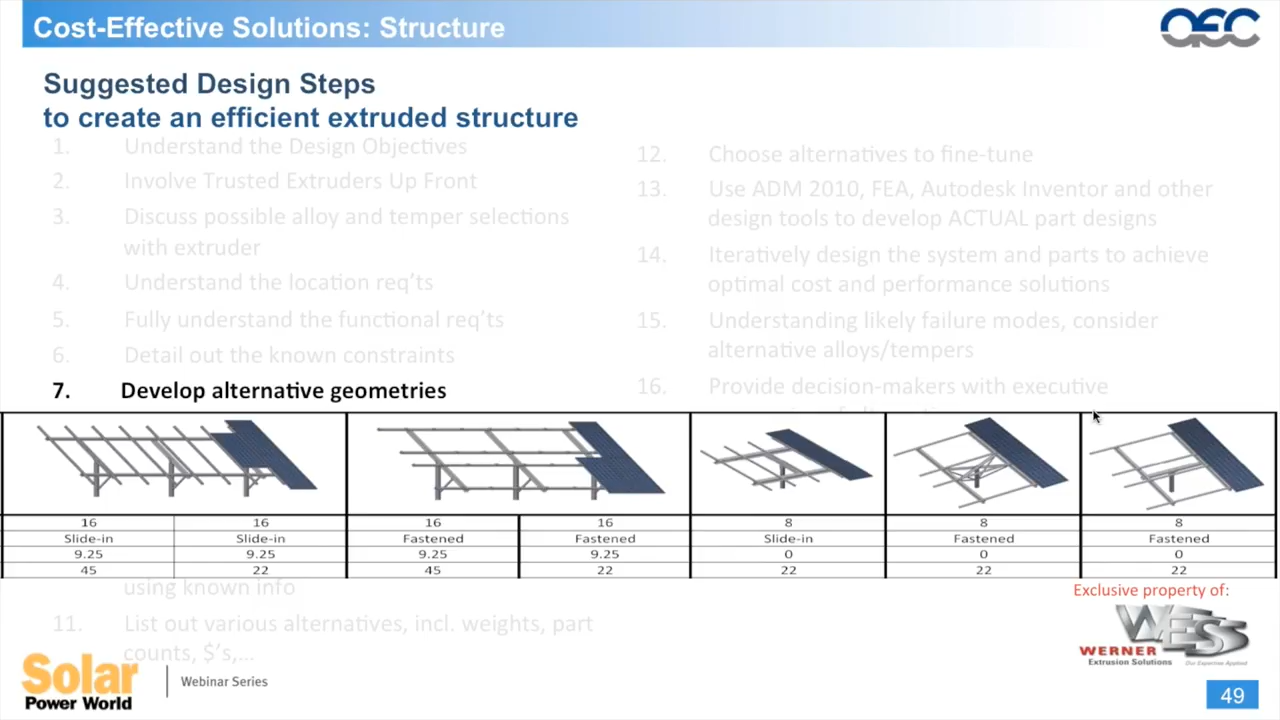 Cost-Effective Solutions: Structure
aec
Suggested Design Steps
to create an efficient extruded structure
1. Understand the Design Objectives
2. Involve Trusted Extruders Up Front
3. Discuss possible alloy and temper selections
with extruder
4. Understand the location req'ts
5. Fully understand the functional req'ts
6. Detail out the known constraints
7. Develop alternative geometries
12. Choose alternatives to fine-tune
13. Use ADM 2010, FEA, Autodesk Inventor and other
design tools to develop ACTUAL part designs
14. Iteratively design the system and parts to achieve
optimal cost and performance solutions
15. Understanding likely failure modes, consider
alternative alloys/tempers
16. Provide decision-makers with executive
16 16 16 16 8 8 8
Slide-in Slide-in Fastened Fastened Slide-in Fastened Fastened
9.25 9.25 9.25 9.25 0 0 0
45 22 45 22 22 22 22
using known info
11. List out various alternatives, incl. weights, part
counts, $'s,...
Exclusive property of:
WESS
WERNER
Extrusion Solutions Our Expertise Applied
Solar
Power World
Webinar Series
49